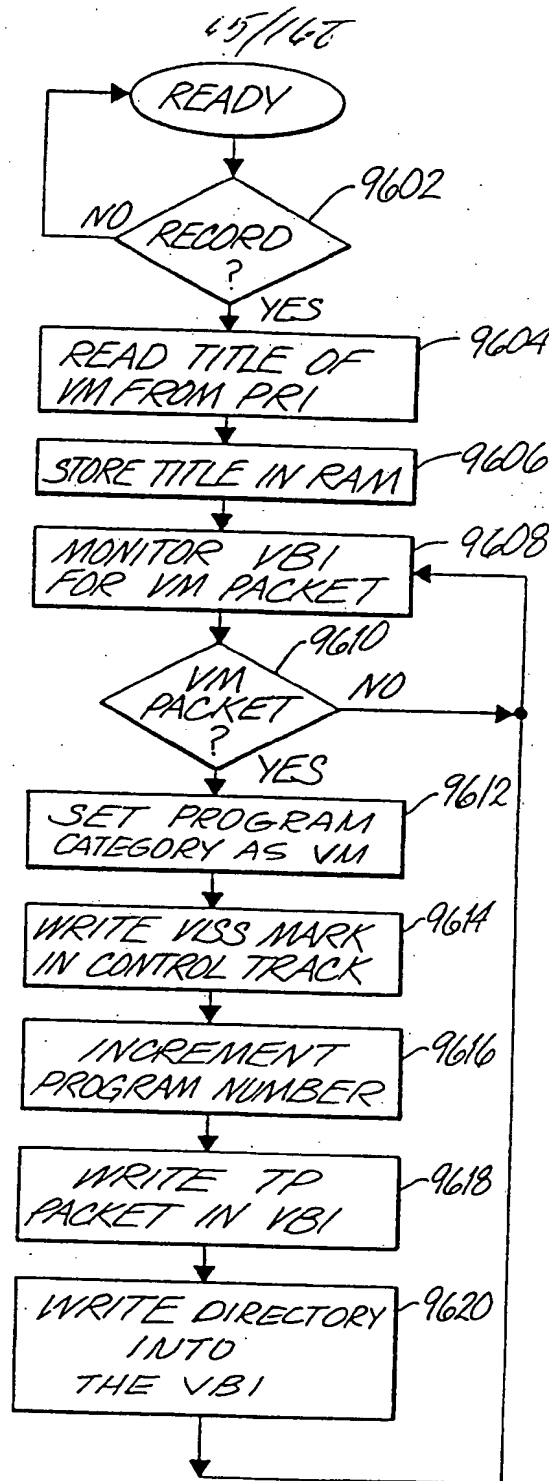 READY
9602
NO
RECORD
?
YES
9604
READ TITLE OF
VM FROM PRI
9606
STORE TITLE IN RAM
9608
MONITOR VBI
FOR VM PACKET
9610
VM
PACKET
?
NO
YES
9612
SET PROGRAM
CATEGORY AS VM
9614
WRITE VISS MARK
IN CONTROL TRACK
9616
INCREMENT
PROGRAM NUMBER
9618
WRITE TP
PACKET IN VBI
9620
WRITE DIRECTORY
INTO
THE VBI